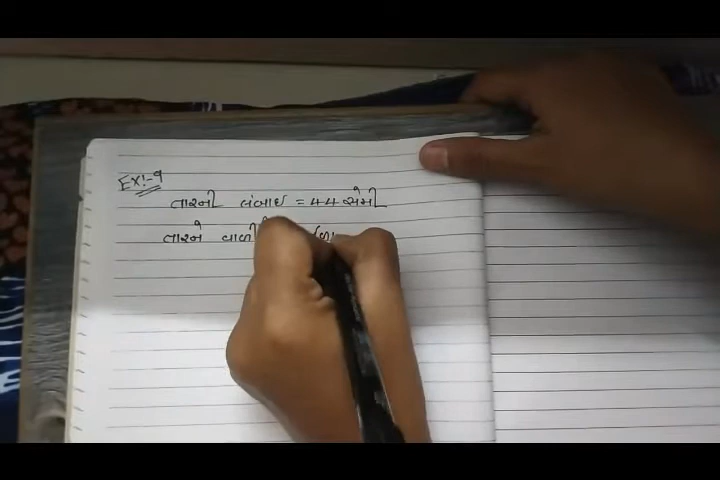 Ex:-૧
તારની લંબાઇ = ૪૪ સેમી
તારને વાળી